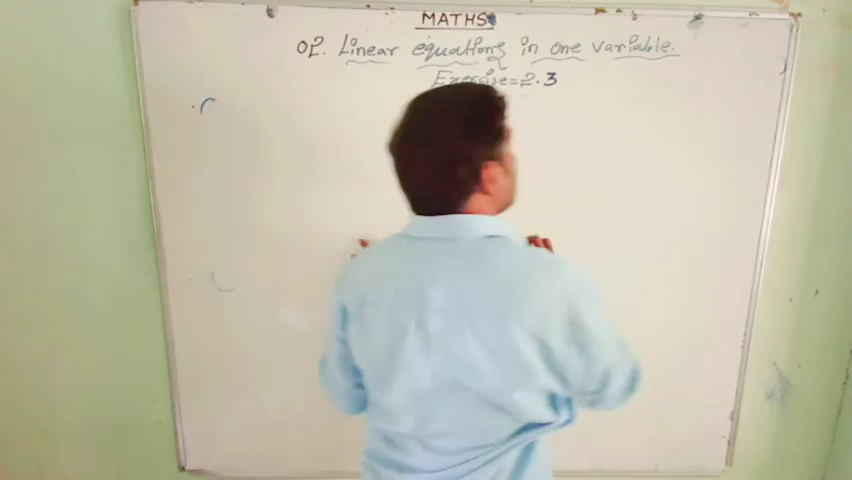 MATHS
02. Linear equations in one variable.
Exercise=2.3